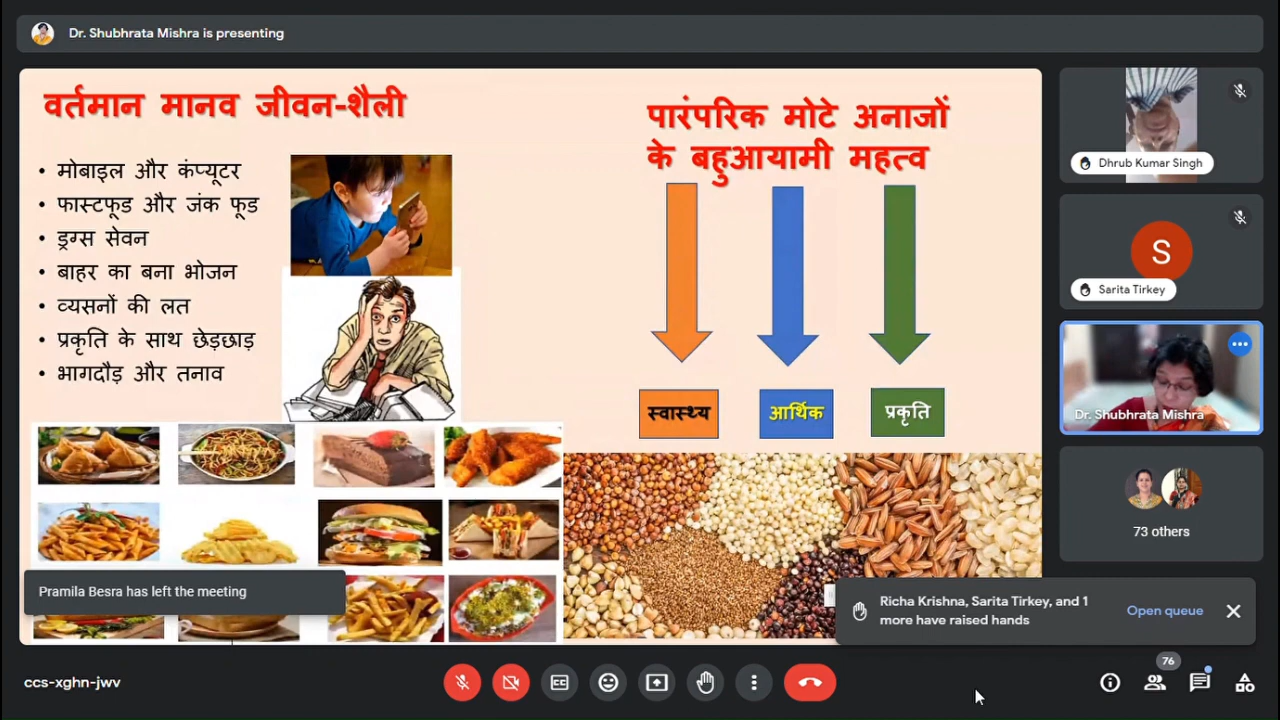 Dr. Shubhrata Mishra is presenting
वर्तमान मानव जीवन-शैली
• मोबाइल और कंप्यूटर
• फास्टफूड और जंक फूड
• ड्रग्स सेवन
• बाहर का बना भोजन
• व्यसनों की लत
• प्रकृति के साथ छेड़छाड़
• भागदौड़ और तनाव
पारंपरिक मोटे अनाजों
के बहुआयामी महत्व
स्वास्थ्य
आर्थिक
प्रकृति
Dhrub Kumar Singh
S
Sarita Tirkey
Dr. Shubhrata Mishra
73 others
Pramila Besra has left the meeting
Richa Krishna, Sarita Tirkey, and 1
more have raised hands
Open queue
ccs-xghn-jwv
CC
76